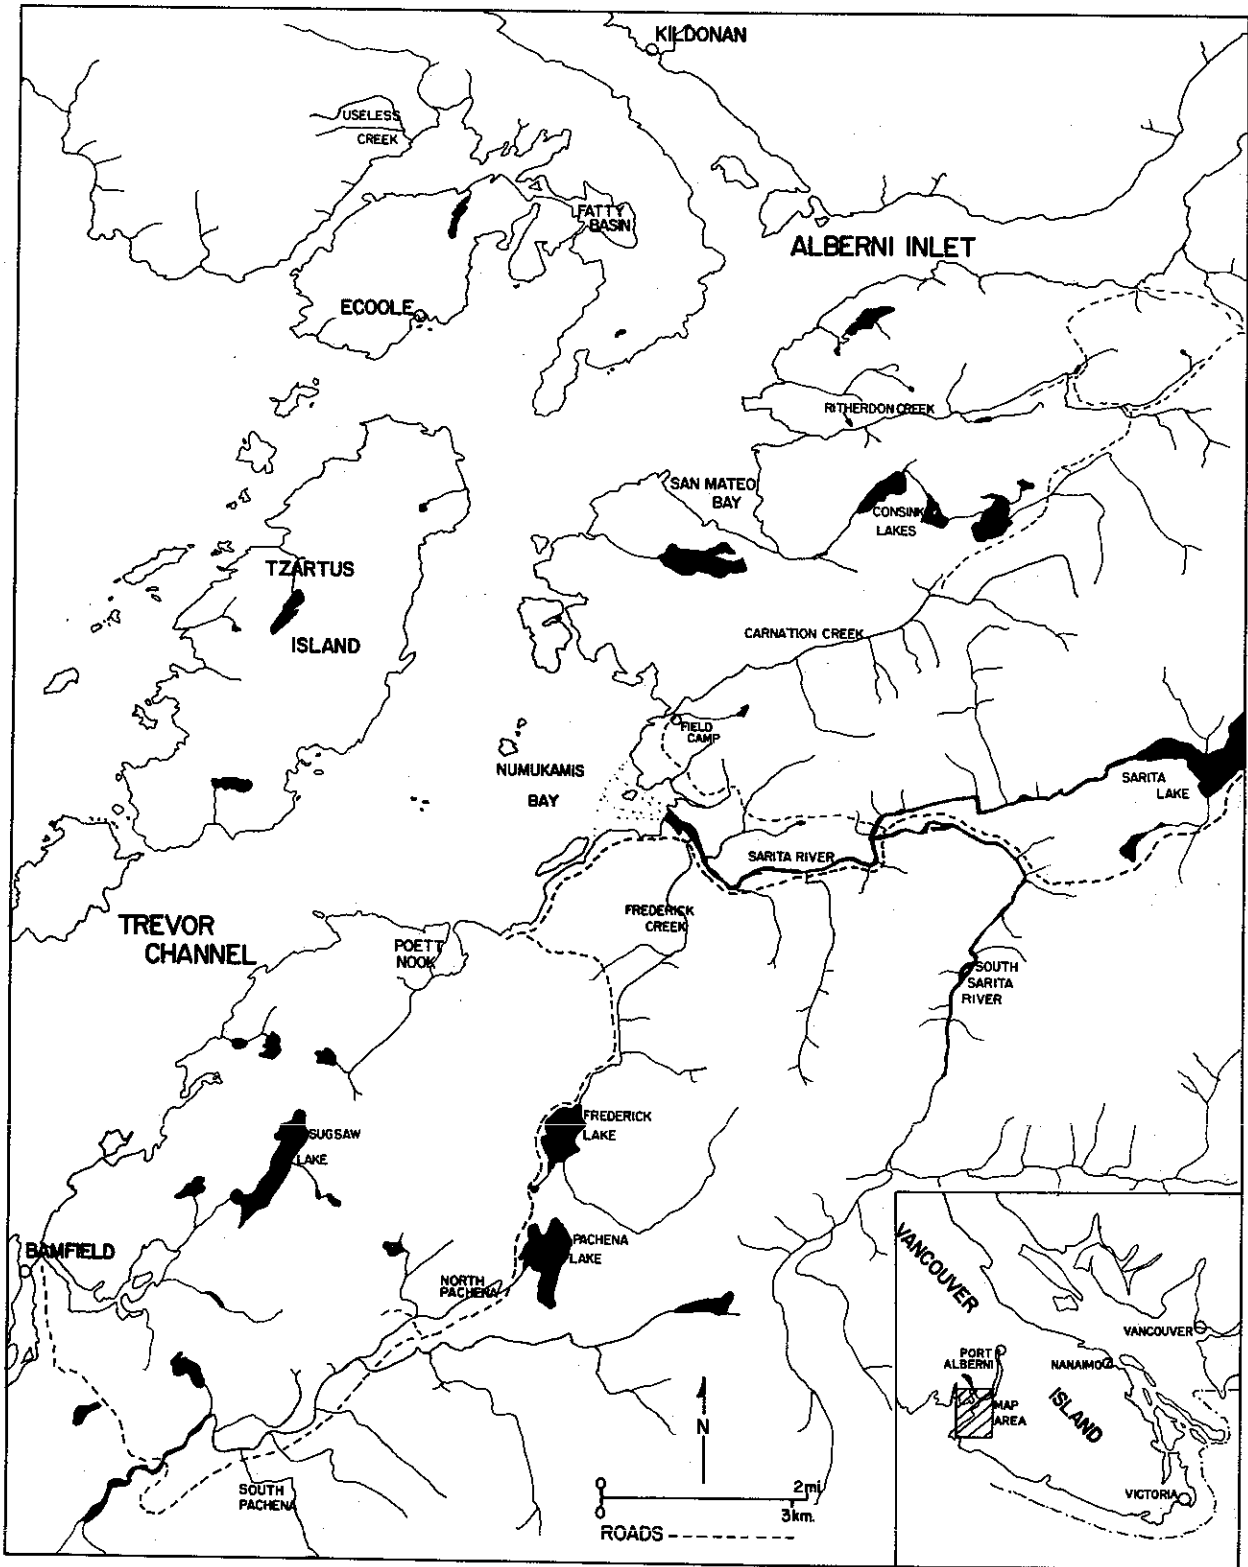 KILDONAN
USELESS
CREEK
FATTY
BASIN
ALBERNI INLET
ECOOLE
RITHERDON CREEK
SAN MATEO
BAY
CONSINK
LAKES
TZARTUS
ISLAND
CARNATION CREEK
FIELD
CAMP
NUMUKAMIS
BAY
SARITA
LAKE
SARITA RIVER
TREVOR
CHANNEL
FREDERICK
CREEK
POETT
NOOK
SOUTH
SARITA
RIVER
FREDERICK
LAKE
SUGSAW
LAKE
BAMFIELD
PACHENA
LAKE
NORTH
PACHENA
SOUTH
PACHENA
N
0 2mi.
0 3km.
ROADS
VANCOUVER
ISLAND
VANCOUVER
PORT
ALBERNI
NANAIMO
MAP
AREA
VICTORIA